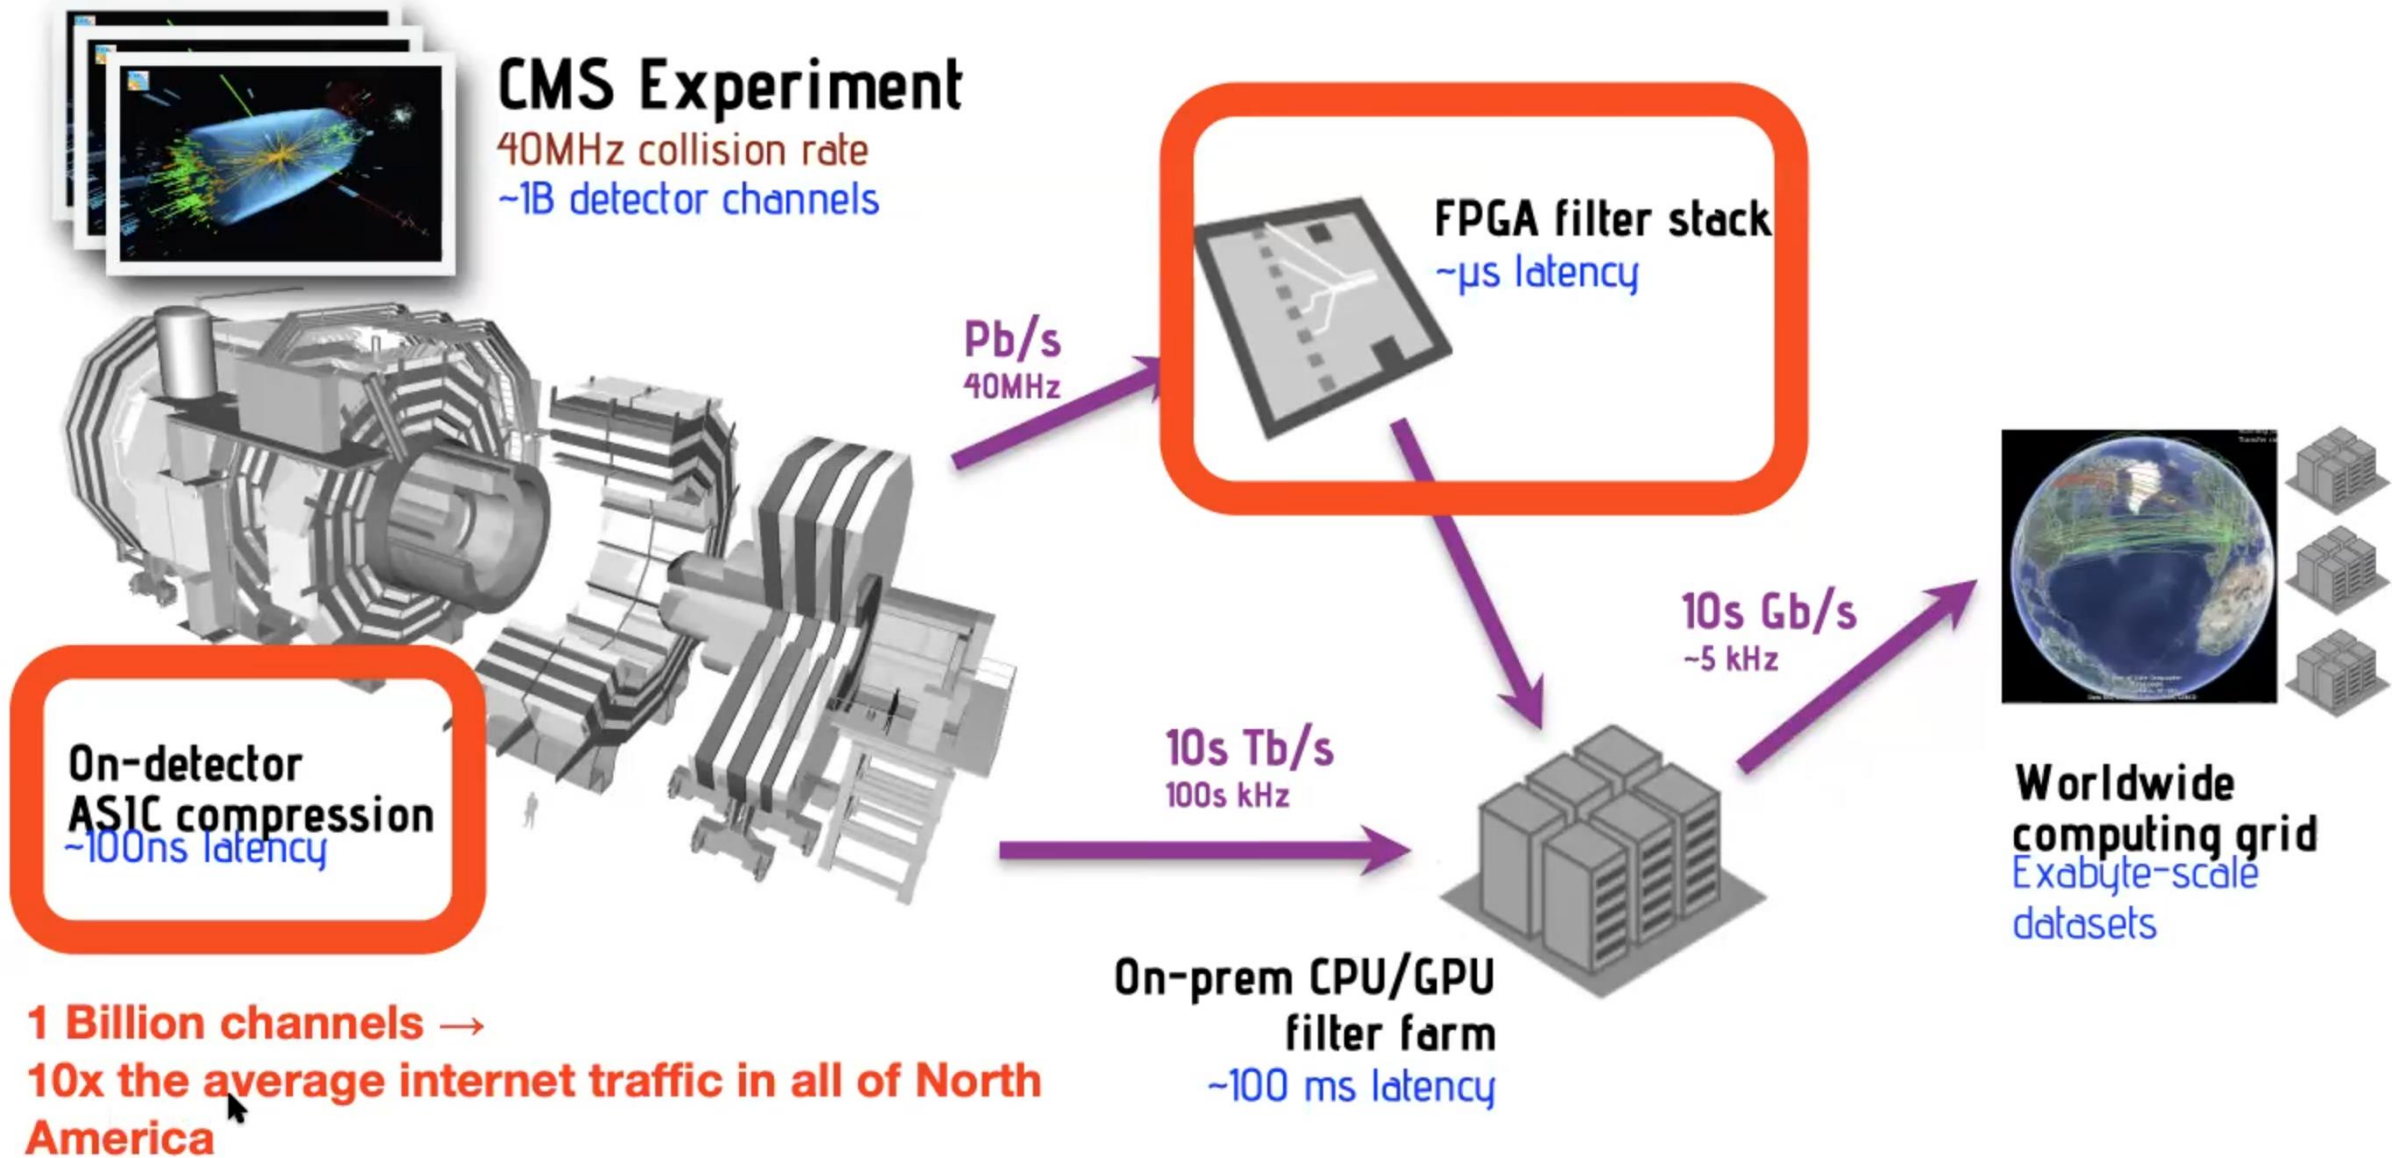 CMS Experiment
40MHz collision rate
~1B detector channels
FPGA filter stack
~µs latency
Pb/s
40MHz
10s Gb/s
~5 kHz
10s Tb/s
100s kHz
On-detector
ASIC compression
~100ns latency
Worldwide
computing grid
Exabyte-scale
datasets
On-prem CPU/GPU
filter farm
~100 ms latency
1 Billion channels →
10x the average internet traffic in all of North
America